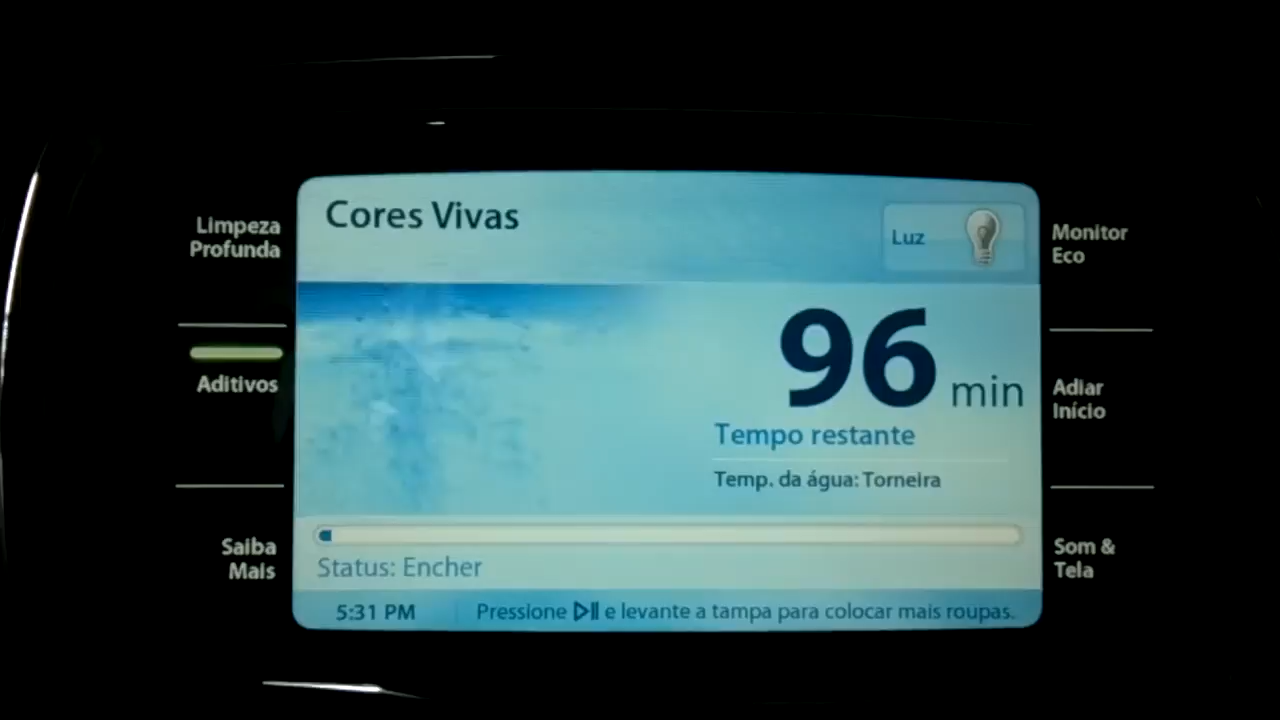 Limpeza
Profunda
Aditivos
Saiba
Mais
Cores Vivas
Luz
96 min
Tempo restante
Temp. da água: Torneira
Status: Encher
5:31 PM
Pressione e levante a tampa para colocar mais roupas.
Monitor
Eco
Adiar
Início
Som &
Tela